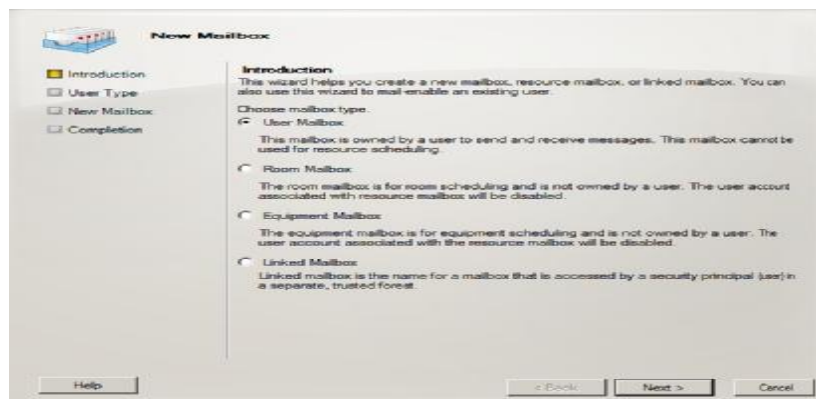 New Mailbox
Introduction
User Type
New Mailbox
Completion
Introduction
This wizard helps you create a new mailbox, resource mailbox, or linked mailbox. You can
also use this wizard to mail-enable an existing user.
Choose mailbox type.
User Mailbox
This mailbox is owned by a user to send and receive messages. This mailbox cannot be
used for resource scheduling.
Room Mailbox
The room mailbox is for room scheduling and is not owned by a user. The user account
associated with resource mailbox will be disabled.
Equipment Mailbox
The equipment mailbox is for equipment scheduling and is not owned by a user. The
user account associated with the resource mailbox will be disabled.
Linked Mailbox
Linked mailbox is the name for a mailbox that is accessed by a security principal (user) in
a separate, trusted forest.
Help
< Back
Next >
Cancel